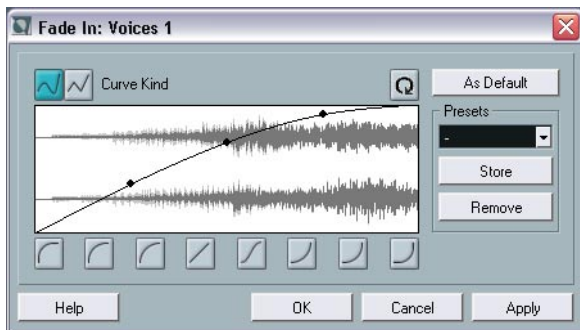 Fade In: Voices 1
Curve Kind
As Default
Presets
-
Store
Remove
Help
OK
Cancel
Apply